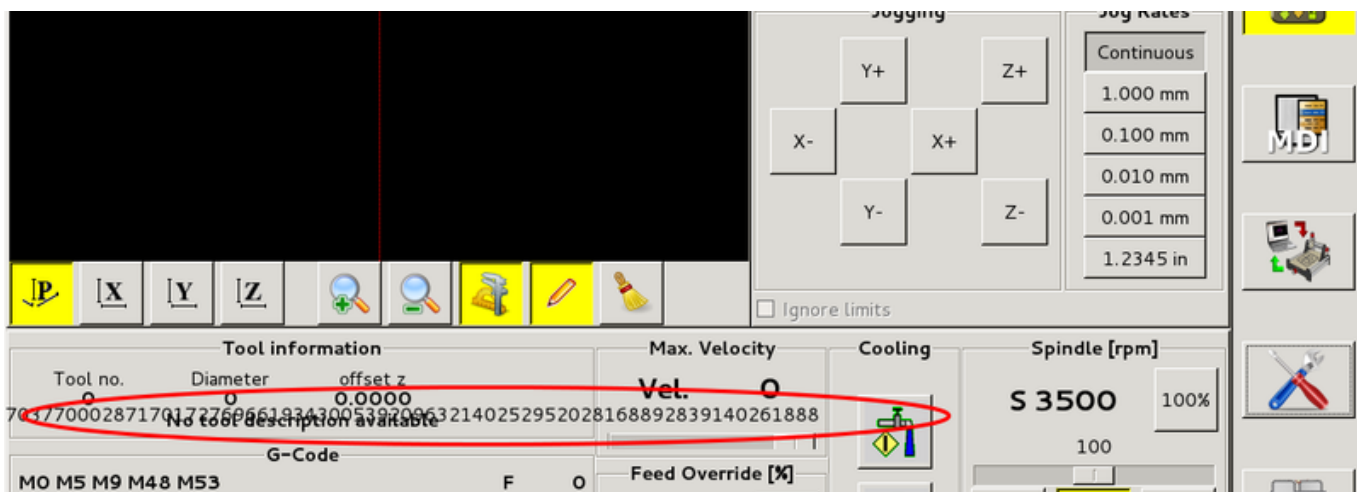 Jogging
Jog Rates
Continuous
Y+
Z+
1.000 mm
MDI
X-
X+
0.100 mm
0.010 mm
Y-
Z-
0.001 mm
1.2345 in
P
X
Y
Z
Ignore limits
Tool information
Max. Velocity
Cooling
Spindle [rpm]
Tool no.
Diameter
offset z
0
0
0.0000
Vel.
0
S 3500
100%
No tool description available
100
G-Code
M0 M5 M9 M48 M53
F
0
Feed Override [%]